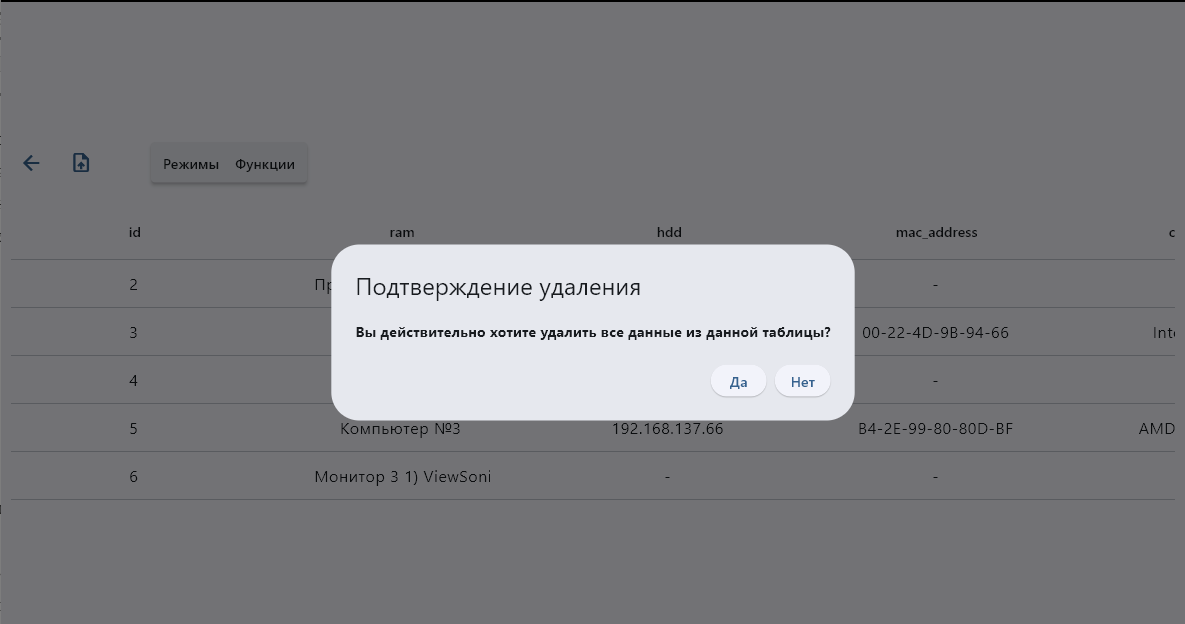 Режимы Функции
id ram hdd mac_address
2 -
3 00-22-4D-9B-94-66
4 -
5 Компьютер №3 192.168.137.66 B4-2E-99-80-80D-BF AMD
6 Монитор 3 1) ViewSoni - -
Подтверждение удаления
Вы действительно хотите удалить все данные из данной таблицы?
Да Нет